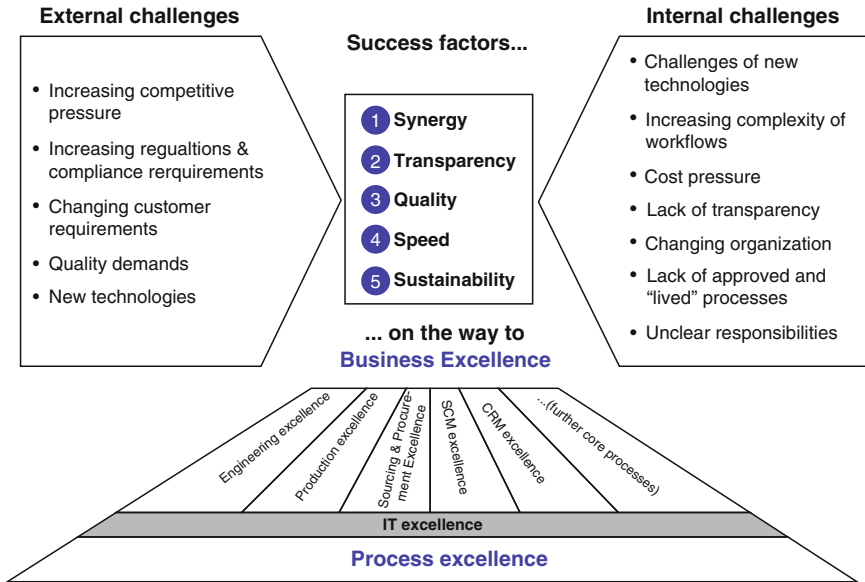 External challenges
• Increasing competitive
pressure
• Increasing regualtions &
compliance rerquirements
• Changing customer
requirements
• Quality demands
• New technologies
Success factors...
1 Synergy
2 Transparency
3 Quality
4 Speed
5 Sustainability
... on the way to
Business Excellence
Internal challenges
• Challenges of new
technologies
• Increasing complexity of
workflows
• Cost pressure
• Lack of transparency
• Changing organization
• Lack of approved and
“lived” processes
• Unclear responsibilities
Engineering excellence
Production excellence
Sourcing & Procure-
ment Excellence
SCM excellence
CRM excellence
...(further core processes)
IT excellence
Process excellence